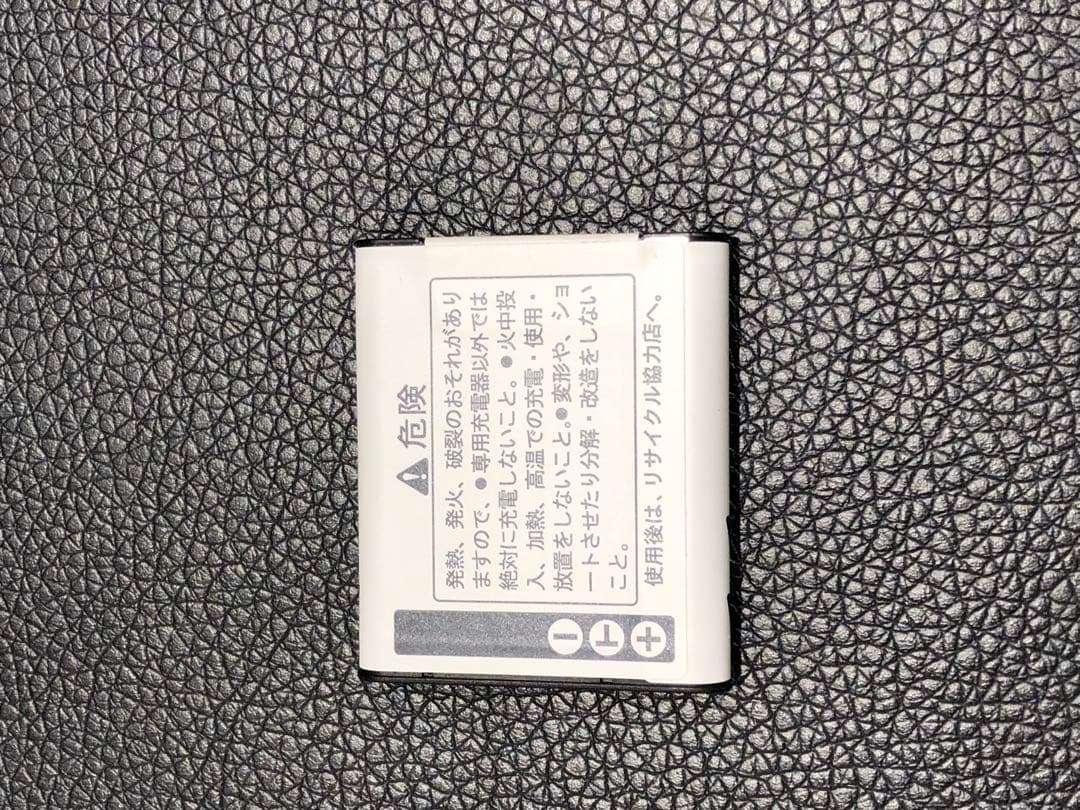 ⚠危険
発熱、発火、破裂のおそれがあり
ますので、●専用充電器以外では
絶対に充電しないこと。●火中投
入、加熱、高温での充電・使用・
放置をしないこと。●変形や、ショ
ートさせたり分解・改造をしない
こと。
使用後は、リサイクル協力店へ。
− T +